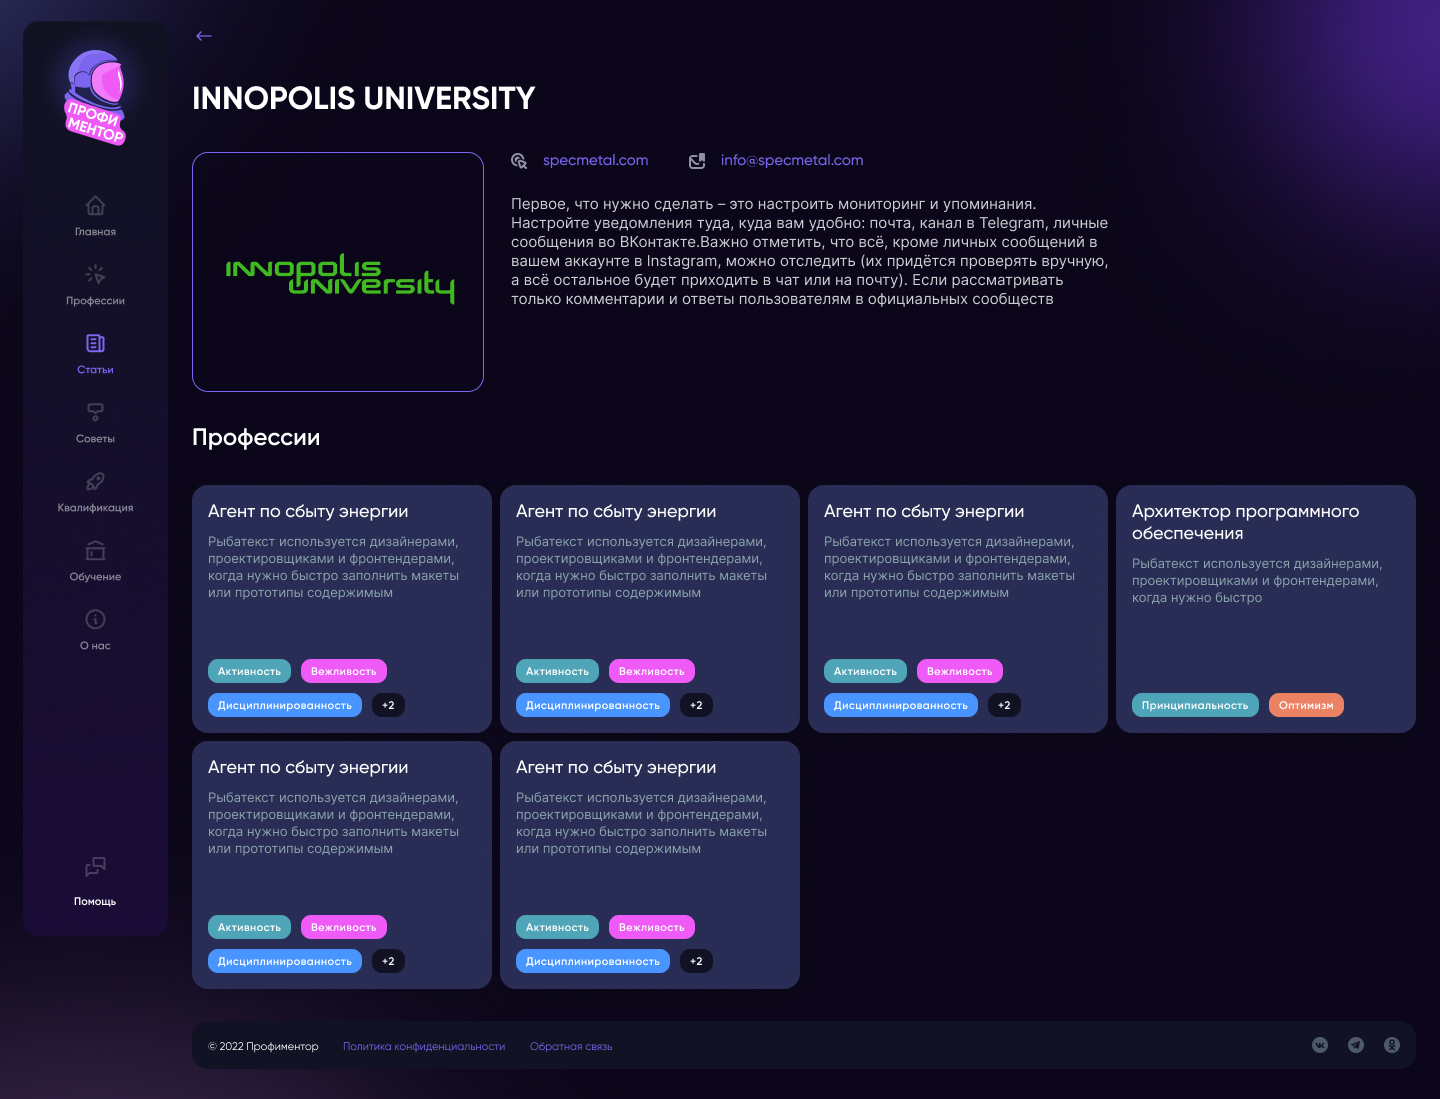 ПРОФИ
МЕНТОР
Главная
Профессии
Статьи
Советы
Квалификация
Обучение
О нас
Помощь
INNOPOLIS UNIVERSITY
INNOPOLIS
UNIVERSITY
specmetal.com
info@specmetal.com
Первое, что нужно сделать – это настроить мониторинг и упоминания.
Настройте уведомления туда, куда вам удобно: почта, канал в Telegram, личные
сообщения во ВКонтакте.Важно отметить, что всё, кроме личных сообщений в
вашем аккаунте в Instagram, можно отследить (их придётся проверять вручную,
а всё остальное будет приходить в чат или на почту). Если рассматривать
только комментарии и ответы пользователям в официальных сообществ
Профессии
Агент по сбыту энергии
Рыбатекст используется дизайнерами,
проектировщиками и фронтендерами,
когда нужно быстро заполнить макеты
или прототипы содержимым
Активность
Вежливость
Дисциплинированность
+2
Агент по сбыту энергии
Рыбатекст используется дизайнерами,
проектировщиками и фронтендерами,
когда нужно быстро заполнить макеты
или прототипы содержимым
Активность
Вежливость
Дисциплинированность
+2
Агент по сбыту энергии
Рыбатекст используется дизайнерами,
проектировщиками и фронтендерами,
когда нужно быстро заполнить макеты
или прототипы содержимым
Активность
Вежливость
Дисциплинированность
+2
Архитектор программного
обеспечения
Рыбатекст используется дизайнерами,
проектировщиками и фронтендерами,
когда нужно быстро
Принципиальность
Оптимизм
Агент по сбыту энергии
Рыбатекст используется дизайнерами,
проектировщиками и фронтендерами,
когда нужно быстро заполнить макеты
или прототипы содержимым
Активность
Вежливость
Дисциплинированность
+2
Агент по сбыту энергии
Рыбатекст используется дизайнерами,
проектировщиками и фронтендерами,
когда нужно быстро заполнить макеты
или прототипы содержимым
Активность
Вежливость
Дисциплинированность
+2
© 2022 Профиментор
Политика конфиденциальности
Обратная связь